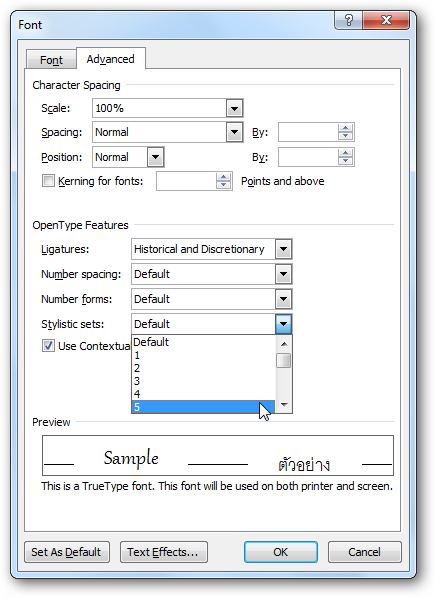 Font
Font Advanced
Character Spacing
Scale: 100%
Spacing: Normal By:
Position: Normal By:
Kerning for fonts: Points and above
OpenType Features
Ligatures: Historical and Discretionary
Number spacing: Default
Number forms: Default
Stylistic sets: Default
Use Contextua
Default
1
2
3
4
5
Preview
Sample ตัวอย่าง
This is a TrueType font. This font will be used on both printer and screen.
Set As Default Text Effects... OK Cancel